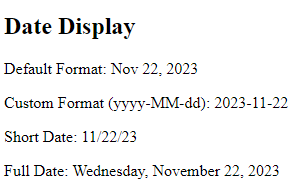 Date Display
Default Format: Nov 22, 2023
Custom Format (yyyy-MM-dd): 2023-11-22
Short Date: 11/22/23
Full Date: Wednesday, November 22, 2023